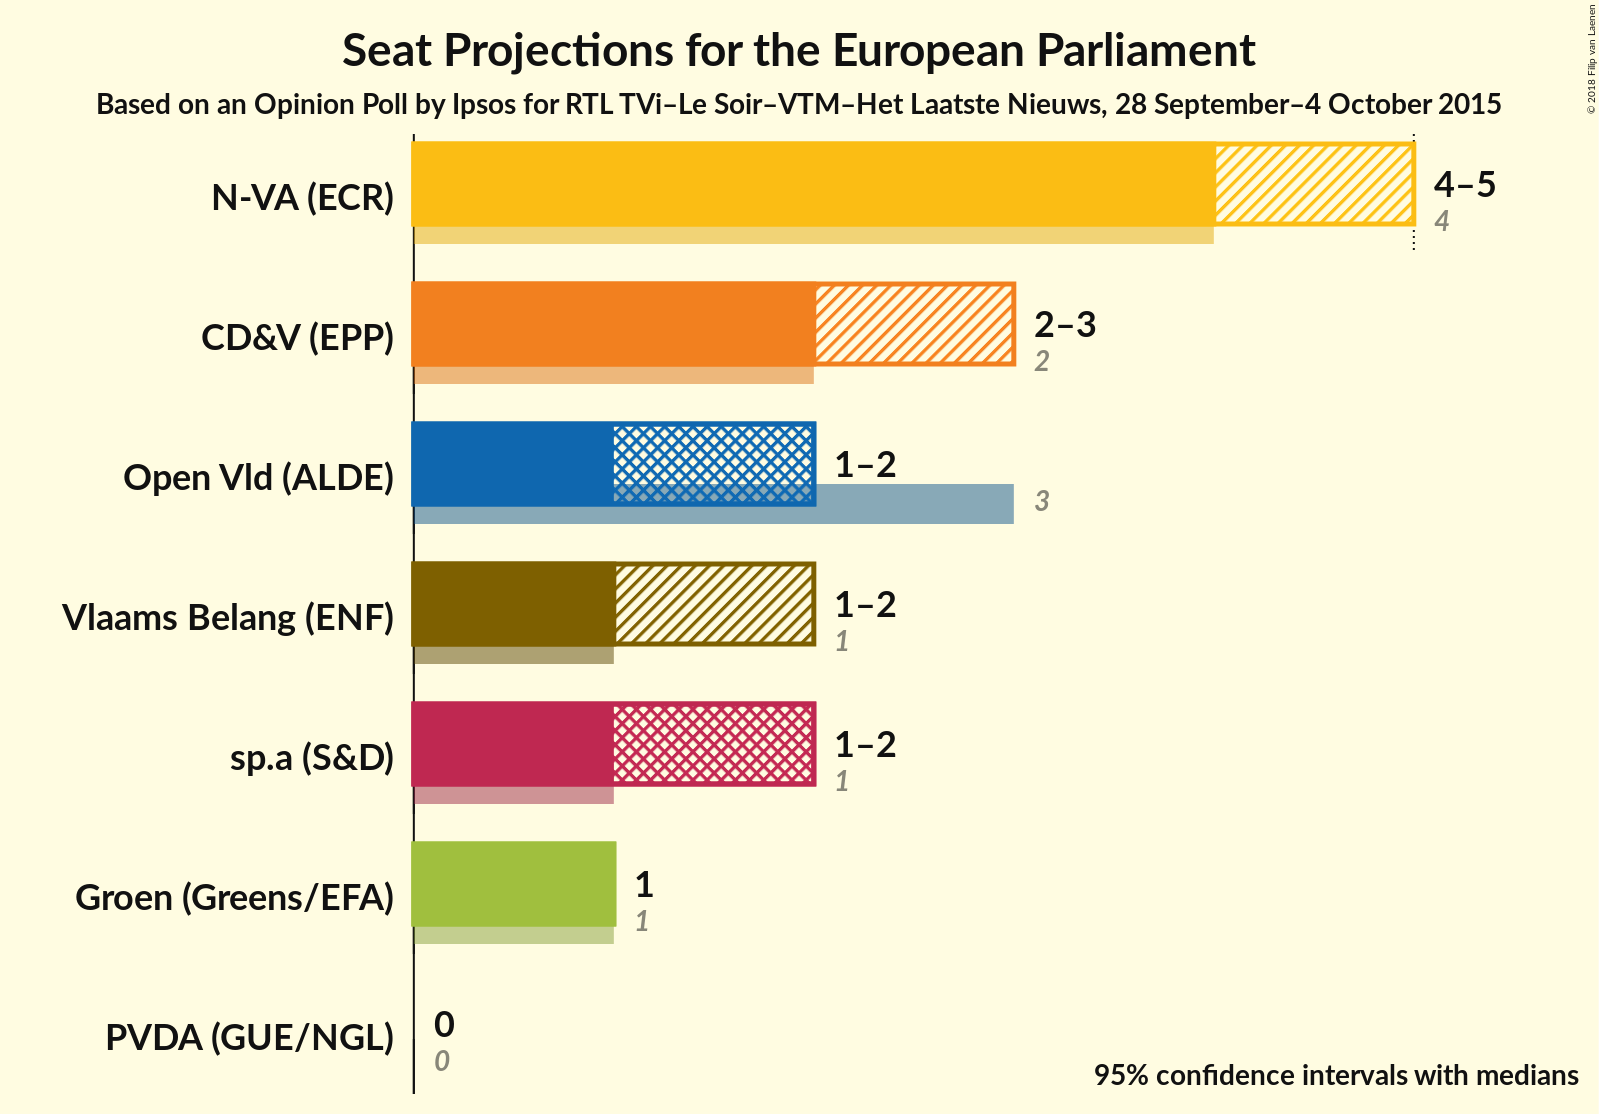 Seat Projections for the European Parliament
Based on an Opinion Poll by Ipsos for RTL TVi–Le Soir–VTM–Het Laatste Nieuws, 28 September–4 October 2015
© 2018 Filip van Laenen
N-VA (ECR)
4–5
4
CD&V (EPP)
2–3
2
Open Vld (ALDE)
1–2
3
Vlaams Belang (ENF)
1–2
1
sp.a (S&D)
1–2
1
Groen (Greens/EFA)
1
1
PVDA (GUE/NGL)
0
0
95% confidence intervals with medians